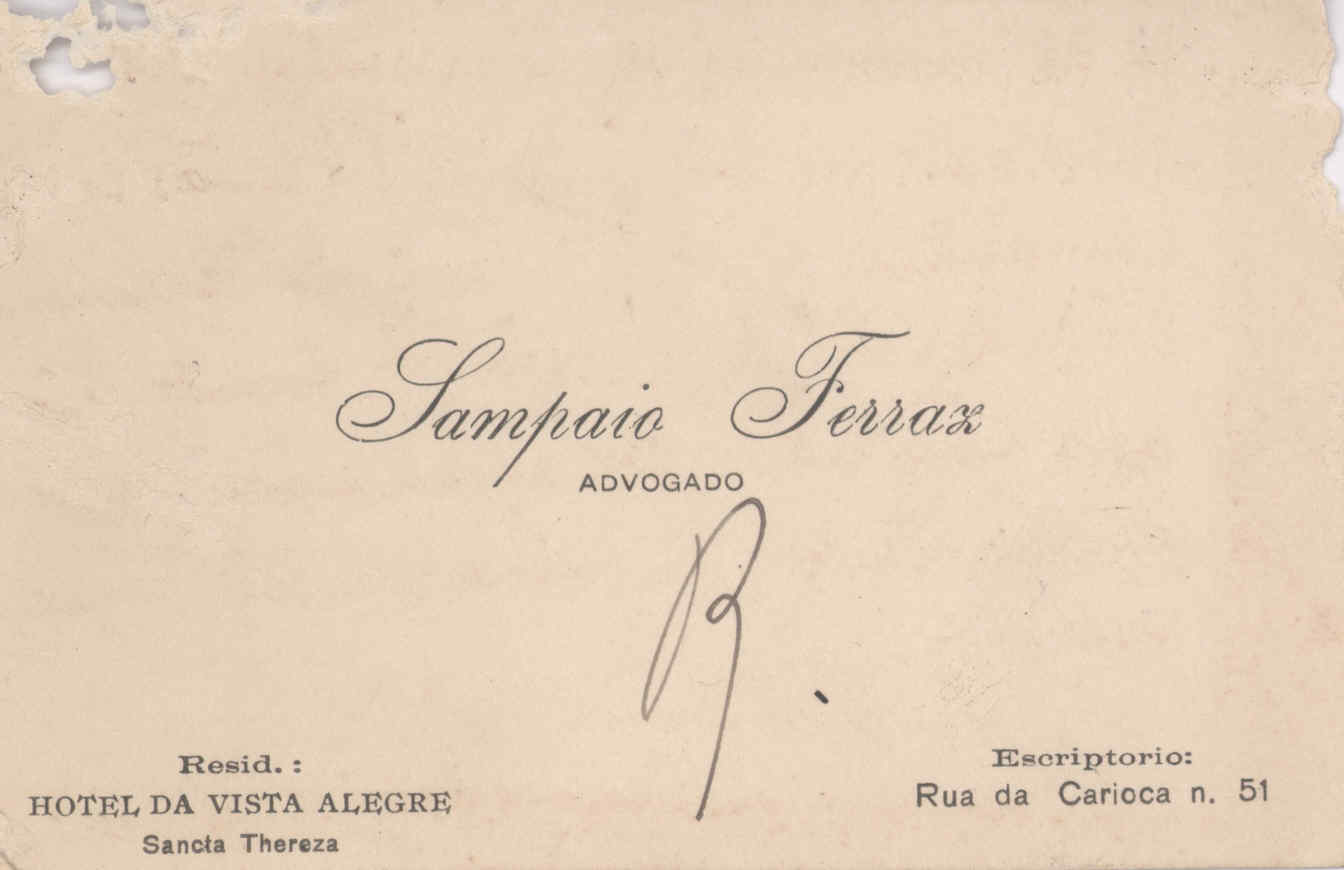 Sampaio Ferraz
ADVOGADO
R.
Resid. :
HOTEL DA VISTA ALEGRE
Sancta Thereza
Escriptorio:
Rua da Carioca n. 51